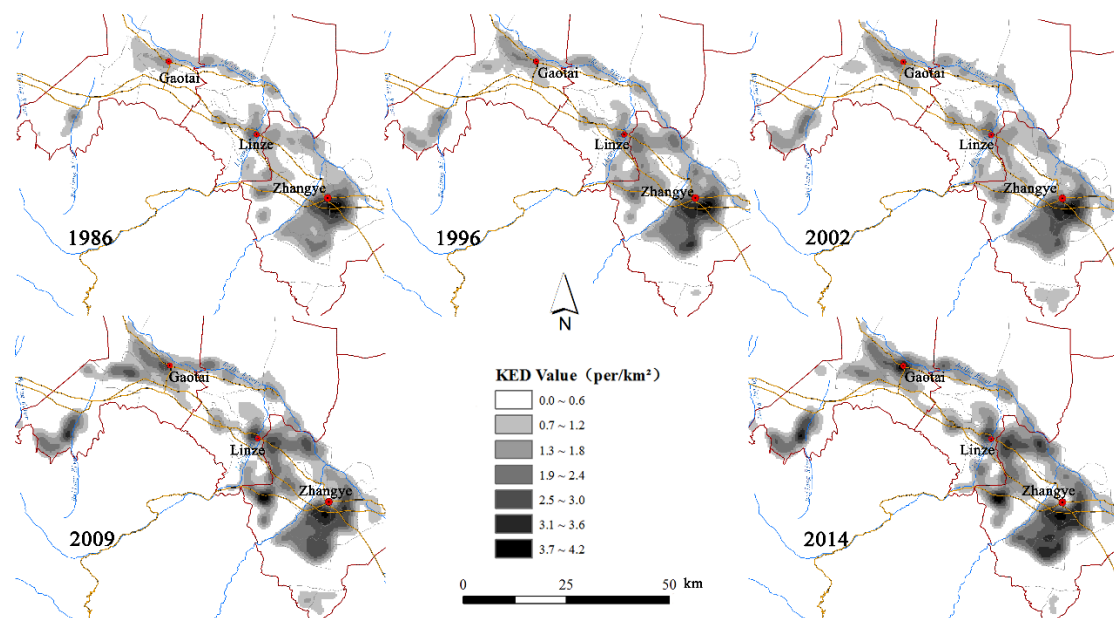 Gaotai
Linze
Zhangye
1986
Gaotai
Linze
Zhangye
1996
Gaotai
Linze
Zhangye
2002
N
Gaotai
Linze
Zhangye
2009
KED Value（per/km²）
0.0 ~ 0.6
0.7 ~ 1.2
1.3 ~ 1.8
1.9 ~ 2.4
2.5 ~ 3.0
3.1 ~ 3.6
3.7 ~ 4.2
0 25 50 km
Gaotai
Linze
Zhangye
2014